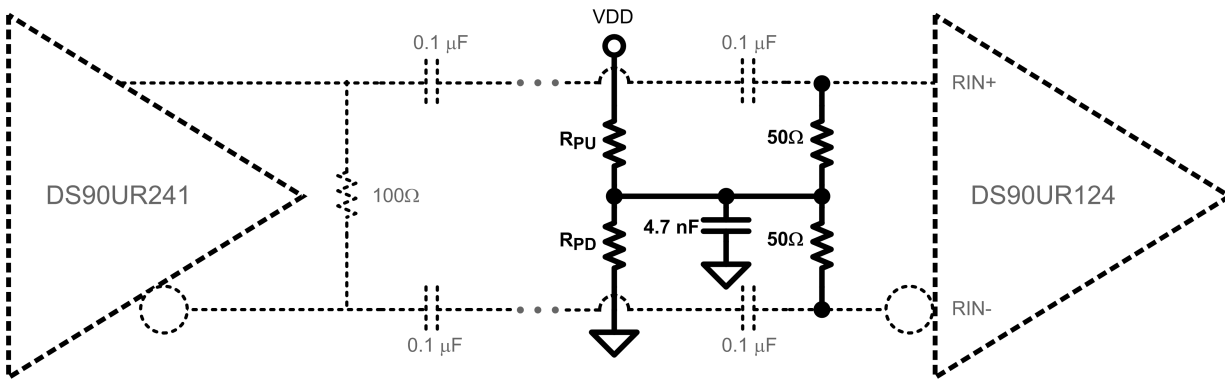 VDD
0.1 μF
0.1 μF
RIN+
RPU
50Ω
DS90UR241
100Ω
DS90UR124
RPD
4.7 nF
50Ω
RIN-
0.1 μF
0.1 μF